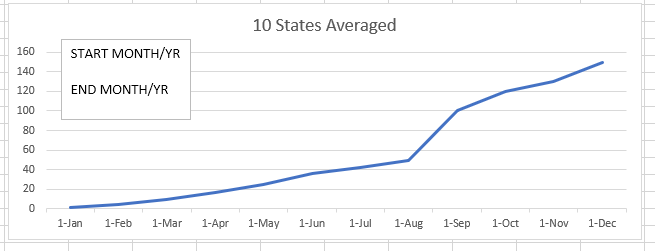 10 States Averaged
START MONTH/YR
END MONTH/YR
160
140
120
100
80
60
40
20
0
1-Jan 1-Feb 1-Mar 1-Apr 1-May 1-Jun 1-Jul 1-Aug 1-Sep 1-Oct 1-Nov 1-Dec